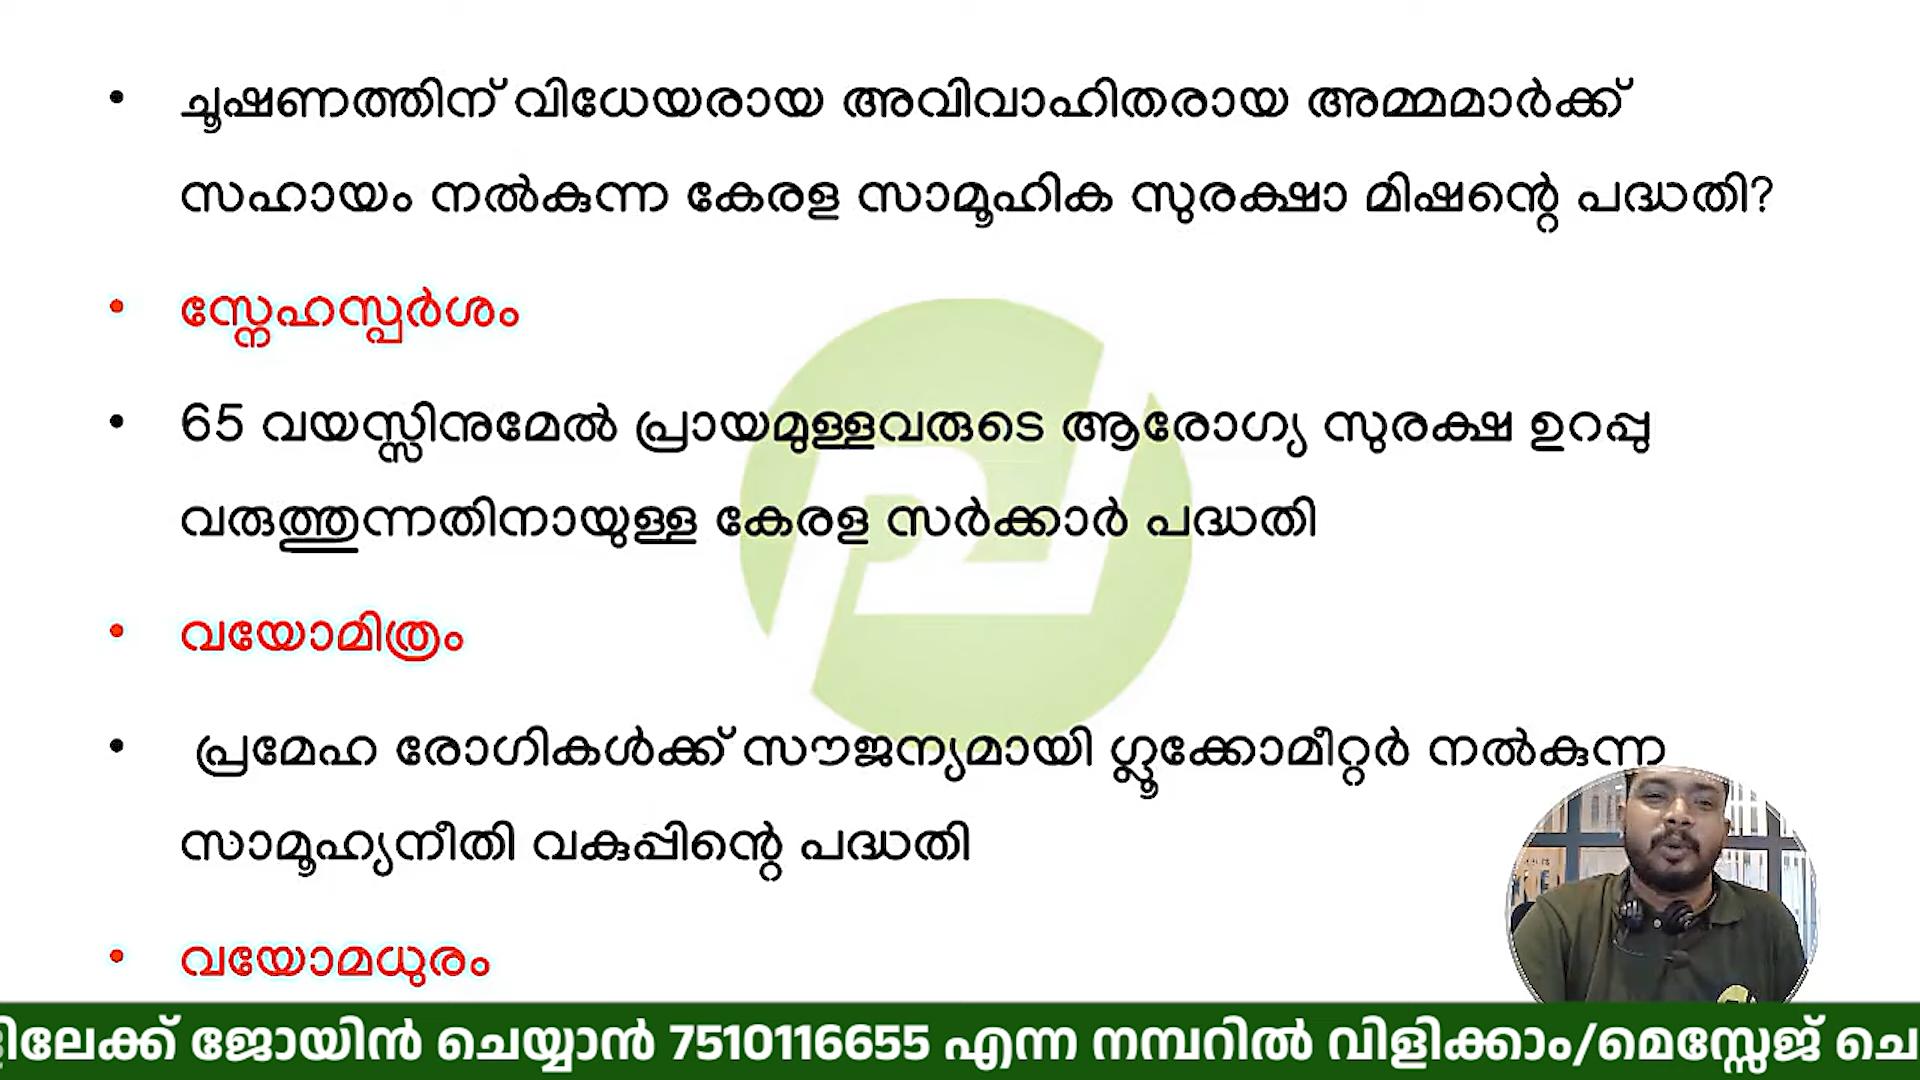 • ചൂഷണത്തിന് വിധേയരായ അവിവാഹിതരായ അമ്മമാർക്ക്
സഹായം നൽകുന്ന കേരള സാമൂഹിക സുരക്ഷാ മിഷന്റെ പദ്ധതി?
• സ്നേഹസ്പർശം
• 65 വയസ്സിനുമേൽ പ്രായമുള്ളവരുടെ ആരോഗ്യ സുരക്ഷ ഉറപ്പു
വരുത്തുന്നതിനായുള്ള കേരള സർക്കാർ പദ്ധതി
• വയോമിത്രം
• പ്രമേഹ രോഗികൾക്ക് സൗജന്യമായി ഗ്ലൂക്കോമീറ്റർ നൽകുന്ന
സാമൂഹ്യനീതി വകുപ്പിന്റെ പദ്ധതി
• വയോമധുരം
ജോയിൻ ചെയ്യാൻ 7510116655 എന്ന നമ്പറിൽ വിളിക്കാം/മെസ്സേജ്